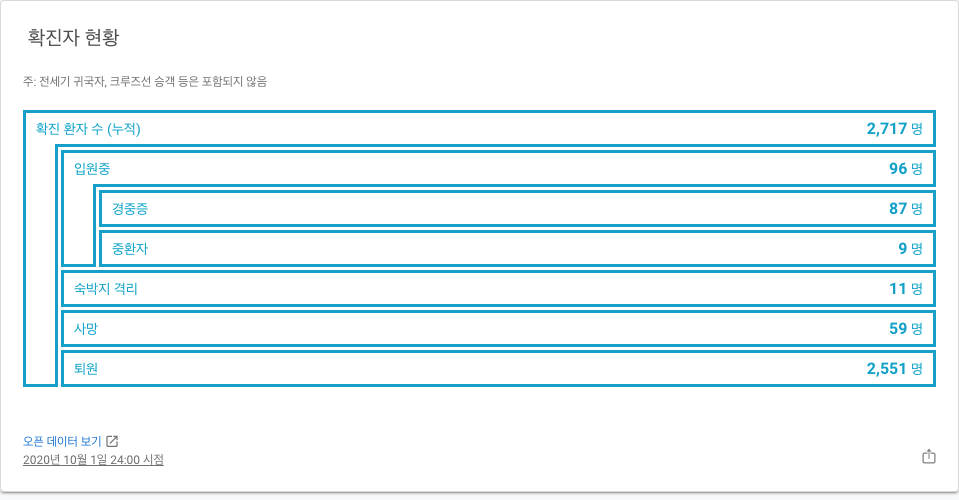 확진자 현황
주: 전세기 귀국자, 크루즈선 승객 등은 포함되지 않음
확진 환자 수 (누적) 2,717 명
입원중 96 명
경중증 87 명
중환자 9 명
숙박지 격리 11 명
사망 59 명
퇴원 2,551 명
오픈 데이터 보기
2020년 10월 1일 24:00 시점